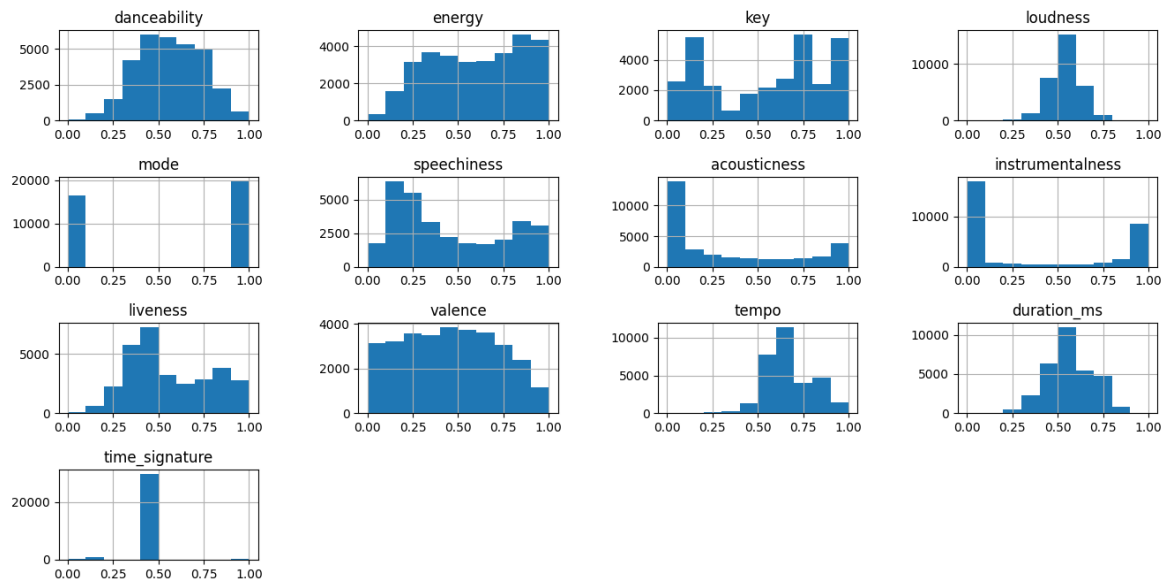 danceability energy key loudness
5000 4000 4000 10000
2500 2000 2000
0 0 0 0
0.00 0.25 0.50 0.75 1.00 0.00 0.25 0.50 0.75 1.00 0.00 0.25 0.50 0.75 1.00 0.00 0.25 0.50 0.75 1.00
mode speechiness acousticness instrumentalness
20000 5000 10000 10000
10000 2500 5000
0 0 0 0
0.00 0.25 0.50 0.75 1.00 0.00 0.25 0.50 0.75 1.00 0.00 0.25 0.50 0.75 1.00 0.00 0.25 0.50 0.75 1.00
liveness valence tempo duration_ms
5000 4000 10000 10000
2000 5000 5000
0 0 0 0
0.00 0.25 0.50 0.75 1.00 0.00 0.25 0.50 0.75 1.00 0.00 0.25 0.50 0.75 1.00 0.00 0.25 0.50 0.75 1.00
time_signature
20000
0
0.00 0.25 0.50 0.75 1.00